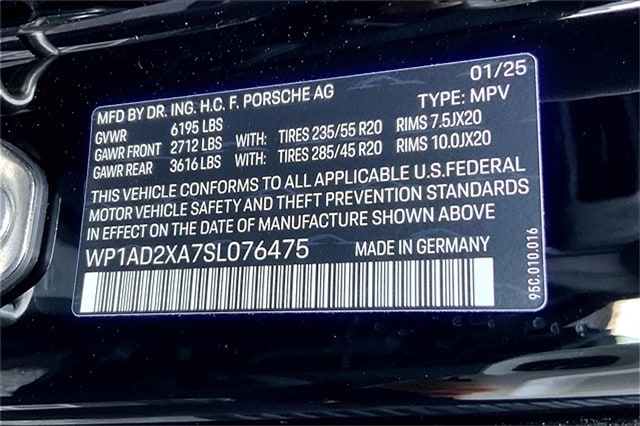 01/25
MFD BY DR. ING. H.C. F. PORSCHE AG TYPE: MPV
GVWR 6195 LBS
GAWR FRONT 2712 LBS WITH: TIRES 235/55 R20 RIMS 7.5JX20
GAWR REAR 3616 LBS WITH: TIRES 285/45 R20 RIMS 10.0JX20
THIS VEHICLE CONFORMS TO ALL APPLICABLE U.S.FEDERAL
MOTOR VEHICLE SAFETY AND THEFT PREVENTION STANDARDS
IN EFFECT ON THE DATE OF MANUFACTURE SHOWN ABOVE
WP1AD2XA7SL076475 MADE IN GERMANY
95C.010.016